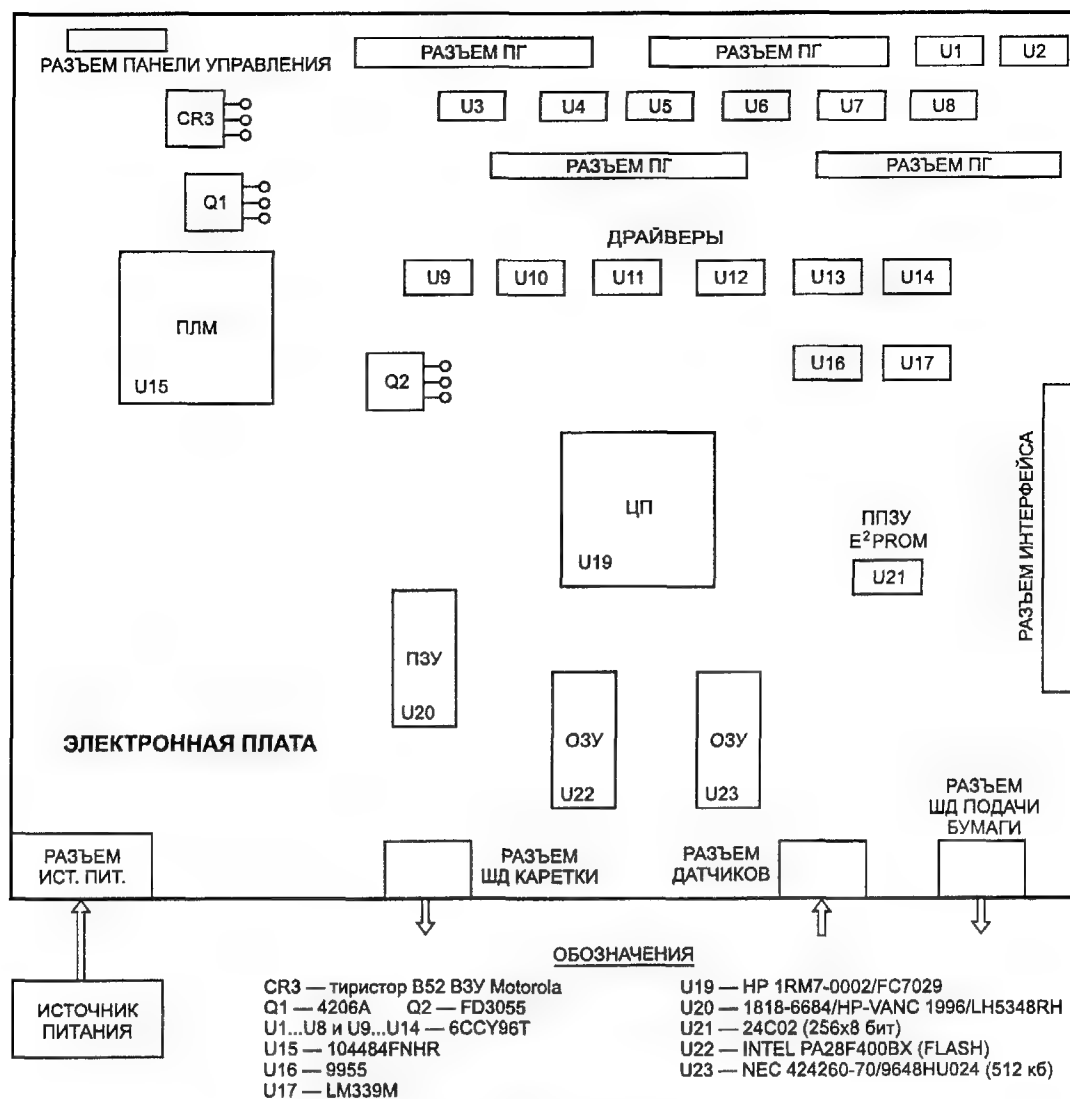 РАЗЪЕМ ПАНЕЛИ УПРАВЛЕНИЯ
РАЗЪЕМ ПГ
РАЗЪЕМ ПГ
U1
U2
CR3
U3
U4
U5
U6
U7
U8
РАЗЪЕМ ПГ
РАЗЪЕМ ПГ
Q1
ДРАЙВЕРЫ
U9
U10
U11
U12
U13
U14
ПЛМ
U15
Q2
U16
U17
ЦП
U19
ППЗУ
E²PROM
U21
РАЗЪЕМ ИНТЕРФЕЙСА
ПЗУ
U20
ОЗУ
U22
ОЗУ
U23
ЭЛЕКТРОННАЯ ПЛАТА
РАЗЪЕМ
ИСТ. ПИТ.
РАЗЪЕМ
ШД КАРЕТКИ
РАЗЪЕМ
ДАТЧИКОВ
РАЗЪЕМ
ШД ПОДАЧИ
БУМАГИ
ИСТОЧНИК
ПИТАНИЯ
ОБОЗНАЧЕНИЯ
CR3 — тиристор B52 B3У Motorola
Q1 — 4206A Q2 — FD3055
U1...U8 и U9...U14 — 6CCY96T
U15 — 104484FNHR
U16 — 9955
U17 — LM339M
U19 — HP 1RM7-0002/FC7029
U20 — 1818-6684/HP-VANC 1996/LH5348RH
U21 — 24C02 (256x8 бит)
U22 — INTEL PA28F400BX (FLASH)
U23 — NEC 424260-70/9648HU024 (512 кб)